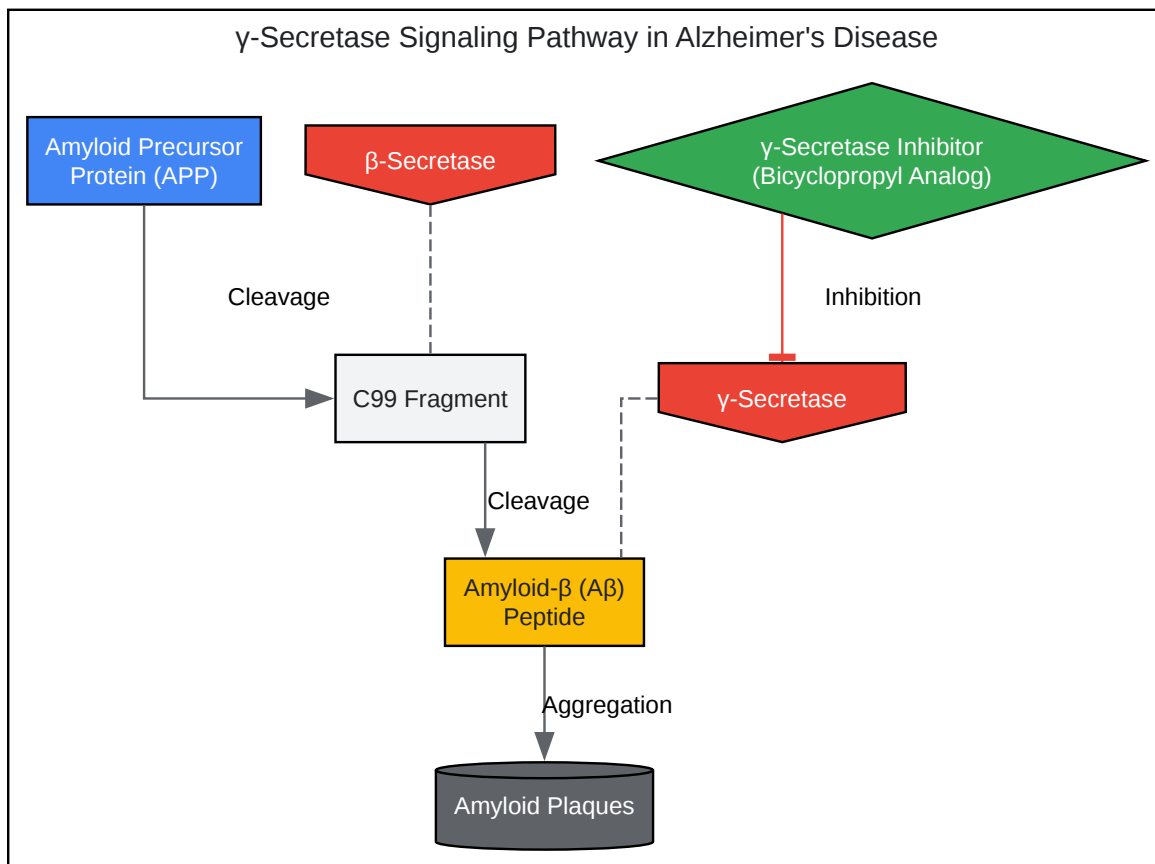 γ-Secretase Signaling Pathway in Alzheimer's Disease
Amyloid Precursor
Protein (APP)
β-Secretase
γ-Secretase Inhibitor
(Bicyclopropyl Analog)
Cleavage
Inhibition
C99 Fragment
γ-Secretase
Cleavage
Amyloid-β (Aβ)
Peptide
Aggregation
Amyloid Plaques